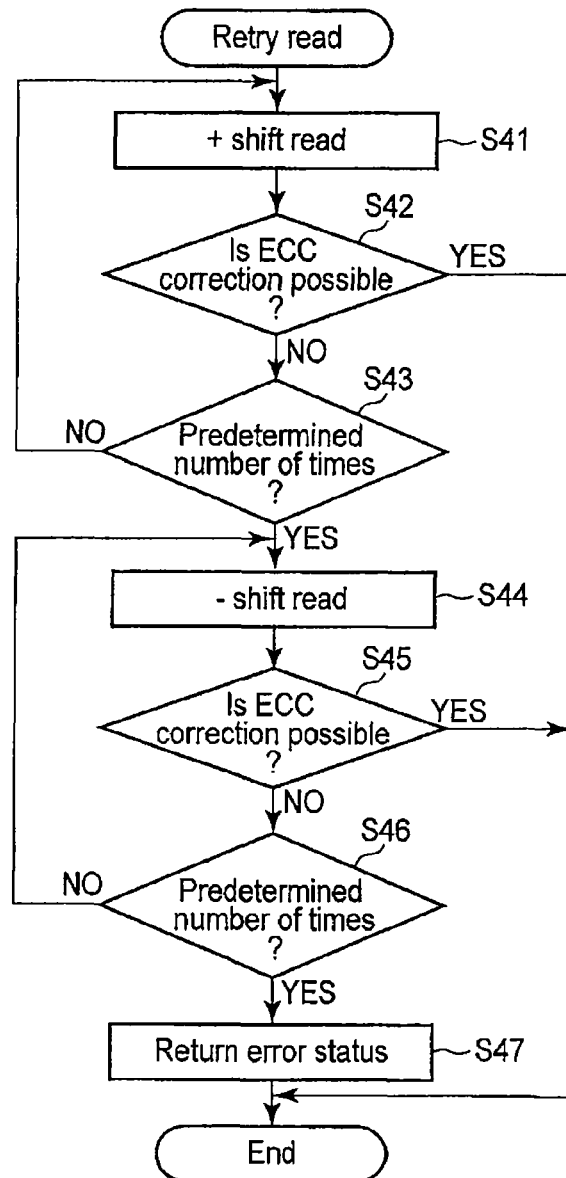 Retry read
+ shift read
S41
S42
Is ECC
correction possible
?
YES
NO
S43
NO
Predetermined
number of times
?
YES
- shift read
S44
S45
Is ECC
correction possible
?
YES
NO
S46
NO
Predetermined
number of times
?
YES
Return error status
S47
End